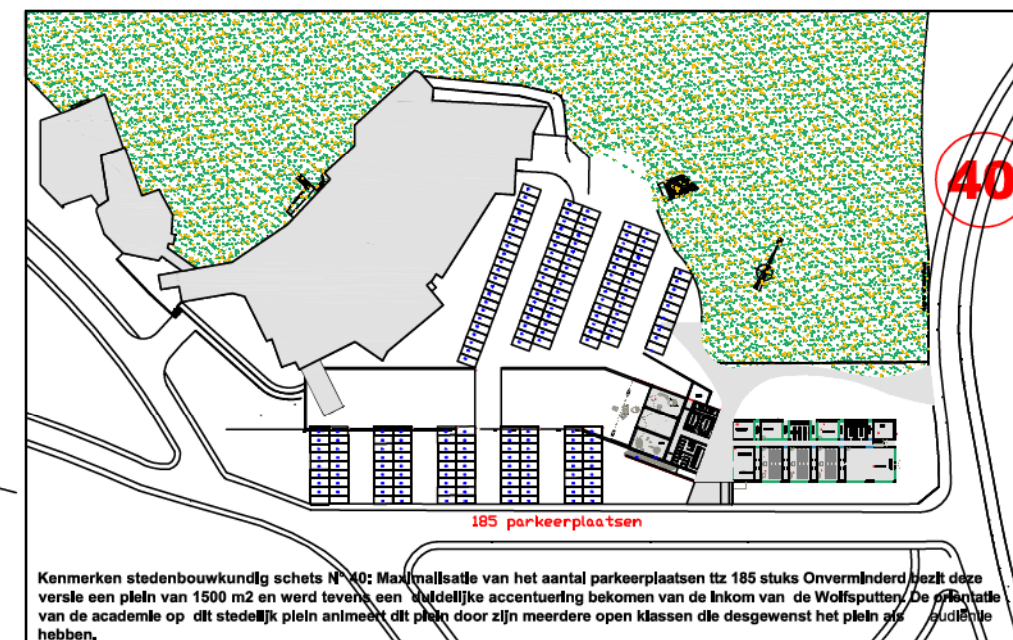 40
185 parkeerplaatsen
Kenmerken stedenbouwkundig schets N° 40: Maximalisatie van het aantal parkeerplaatsen ttz 185 stuks Onverminderd bezit deze
versie een plein van 1500 m2 en werd tevens een duidelijke accentuering bekomen van de inkom van de Wolfsputten. De orientatie
van de academie op dit stedelijk plein animeert dit plein door zijn meerdere open klassen die desgewenst het plein als audientie
hebben.